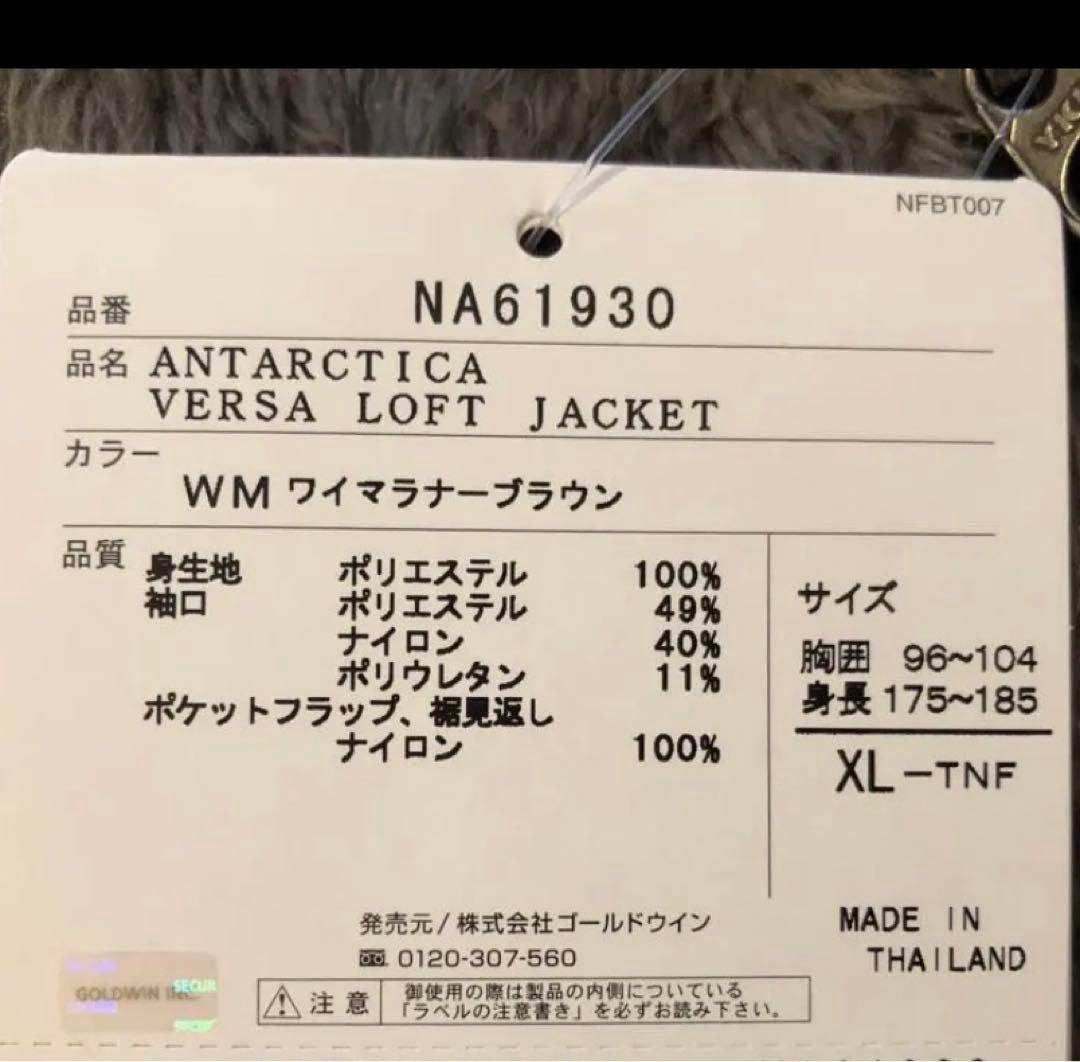 YKK
NFBT007
品番 NA61930
品名 ANTARCTICA
VERSA LOFT JACKET
カラー
WM ワイマラナーブラウン
品質 身生地 ポリエステル 100%
袖口 ポリエステル 49%
ナイロン 40%
ポリウレタン 11%
ポケットフラップ、裾見返し
ナイロン 100%
サイズ
胸囲 96~104
身長 175~185
XL-TNF
発売元/株式会社ゴールドウイン
0120-307-560
MADE IN
THAILAND
GOLDWIN INC
SECUR
SECUR
注意 御使用の際は製品の内側についている
「ラベルの注意書き」を必ずお読み下さい。